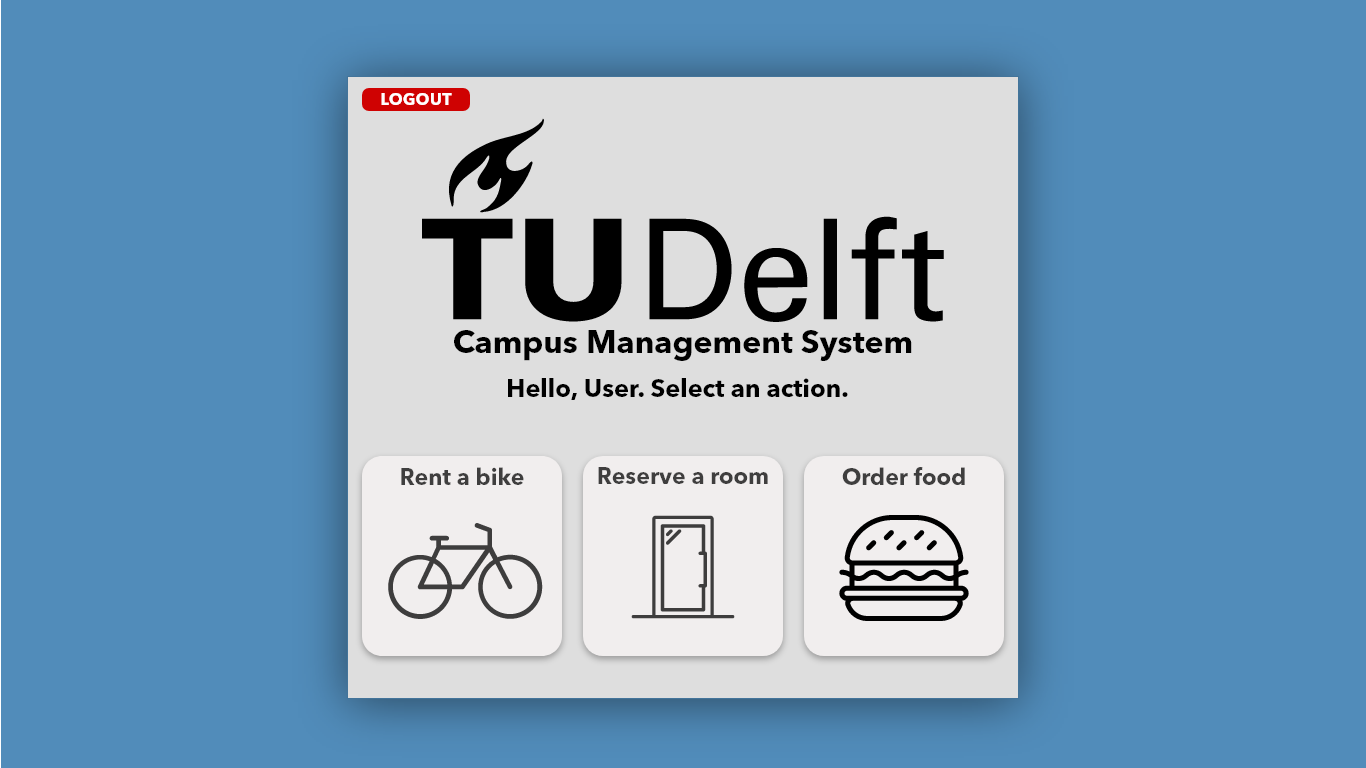 LOGOUT
TUDelft
Campus Management System
Hello, User. Select an action.
Rent a bike
Reserve a room
Order food